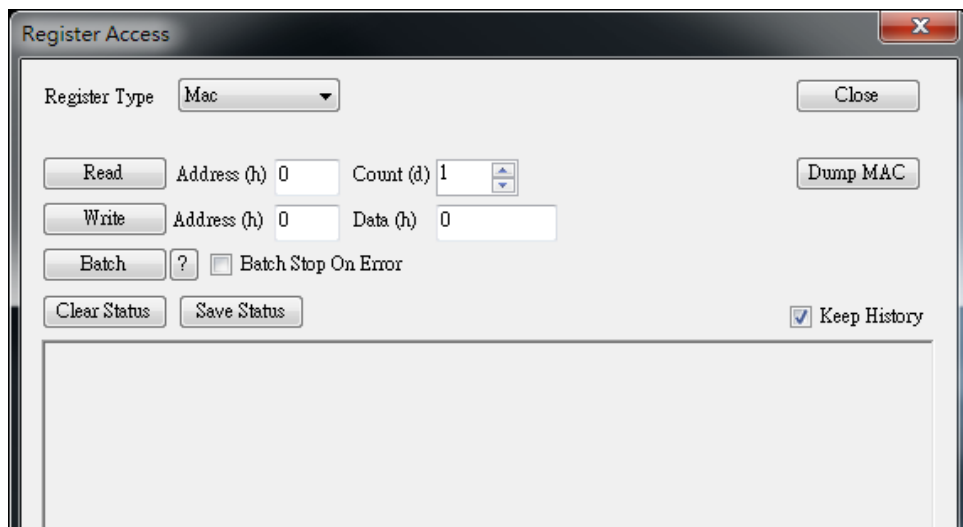 Register Access
Register Type Mac Close
Read Address (h) 0 Count (d) 1 Dump MAC
Write Address (h) 0 Data (h) 0
Batch ? Batch Stop On Error
Clear Status Save Status Keep History